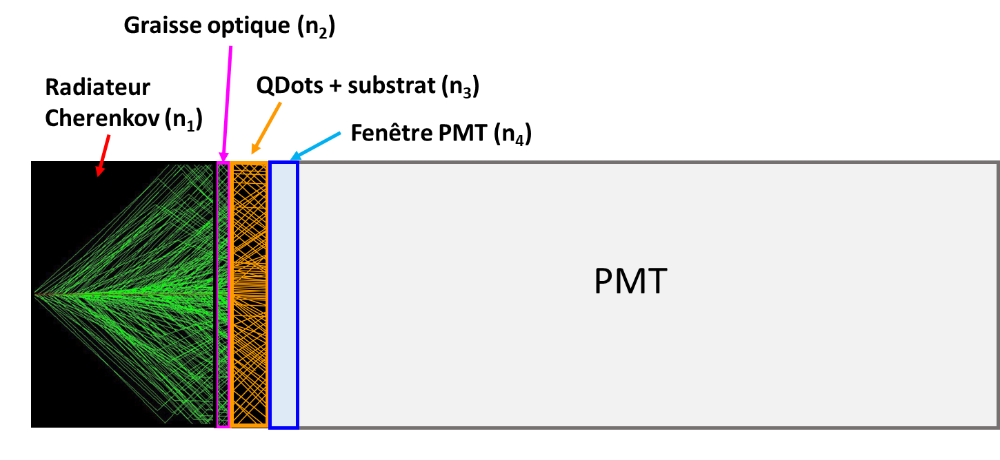 Graisse optique (n₂)
Radiateur
Cherenkov (n₁)
QDots + substrat (n₃)
Fenêtre PMT (n₄)
PMT